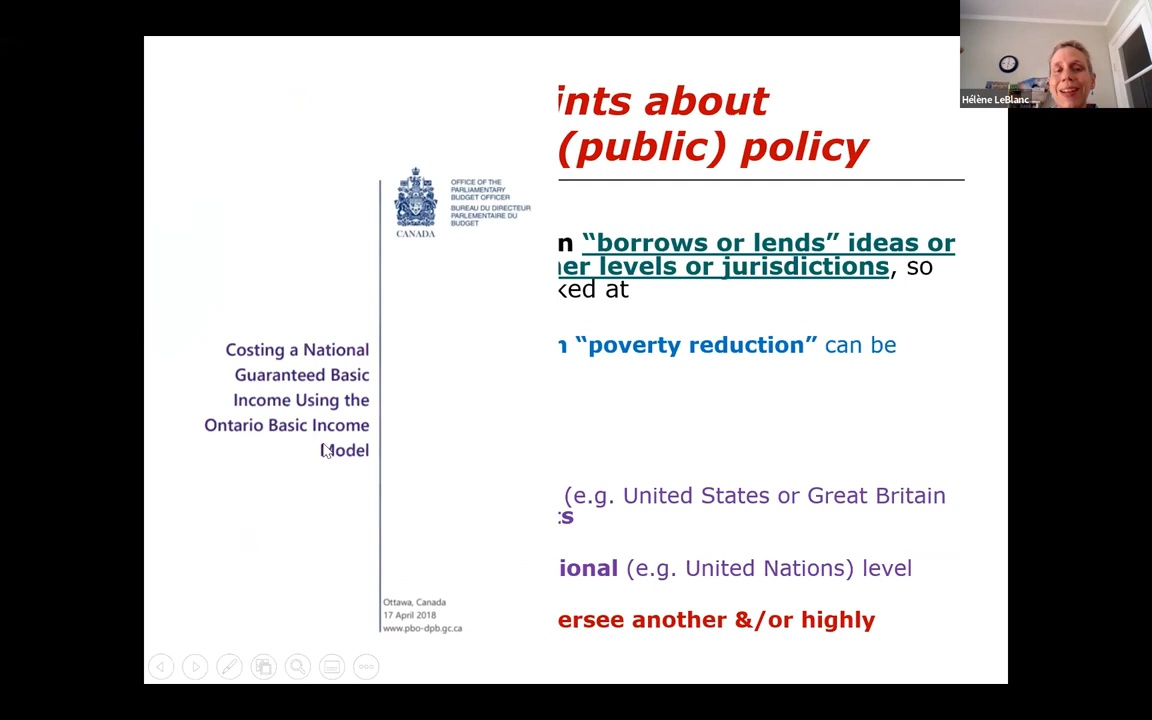 ints about
(public) policy
OFFICE OF THE
PARLIAMENTARY
BUDGET OFFICER
BUREAU DU DIRECTEUR
PARLEMENTAIRE DU
BUDGET
CANADA
n “borrows or lends” ideas or
er levels or jurisdictions, so
ked at
n “poverty reduction” can be
Costing a National
Guaranteed Basic
Income Using the
Ontario Basic Income
Model
(e.g. United States or Great Britain
ts
ional (e.g. United Nations) level
ersee another &/or highly
Ottawa, Canada
17 April 2018
www.pbo-dpb.gc.ca
Hélène LeBlanc